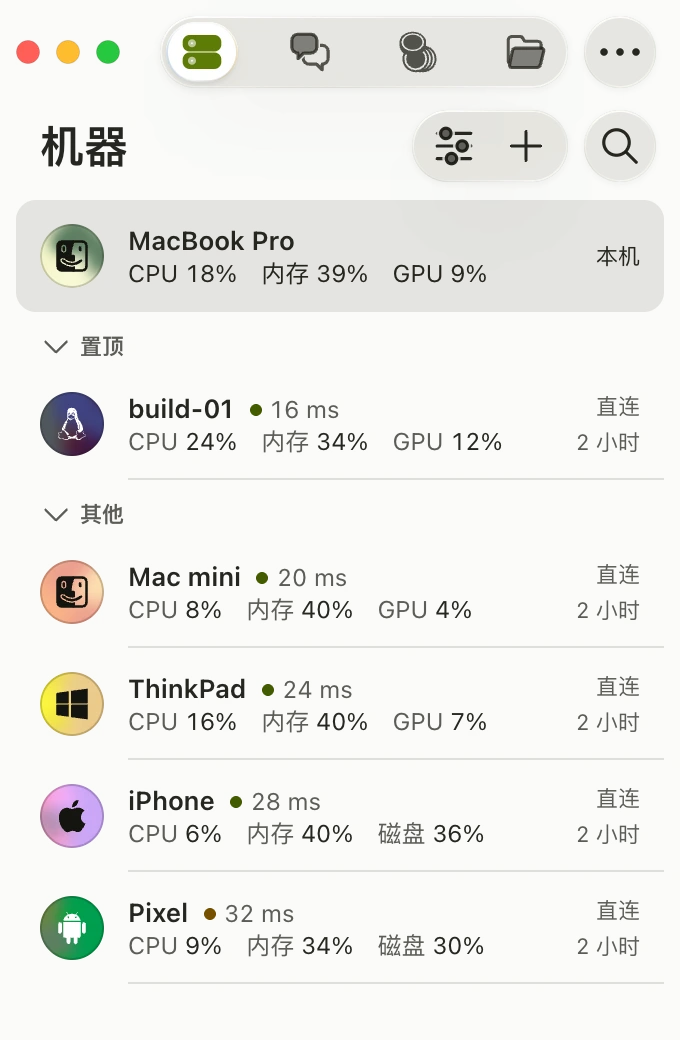 机器
MacBook Pro
本机
CPU 18% 内存 39% GPU 9%
置顶
build-01 16 ms 直连
CPU 24% 内存 34% GPU 12% 2 小时
其他
Mac mini 20 ms 直连
CPU 8% 内存 40% GPU 4% 2 小时
ThinkPad 24 ms 直连
CPU 16% 内存 40% GPU 7% 2 小时
iPhone 28 ms 直连
CPU 6% 内存 40% 磁盘 36% 2 小时
Pixel 32 ms 直连
CPU 9% 内存 34% 磁盘 30% 2 小时